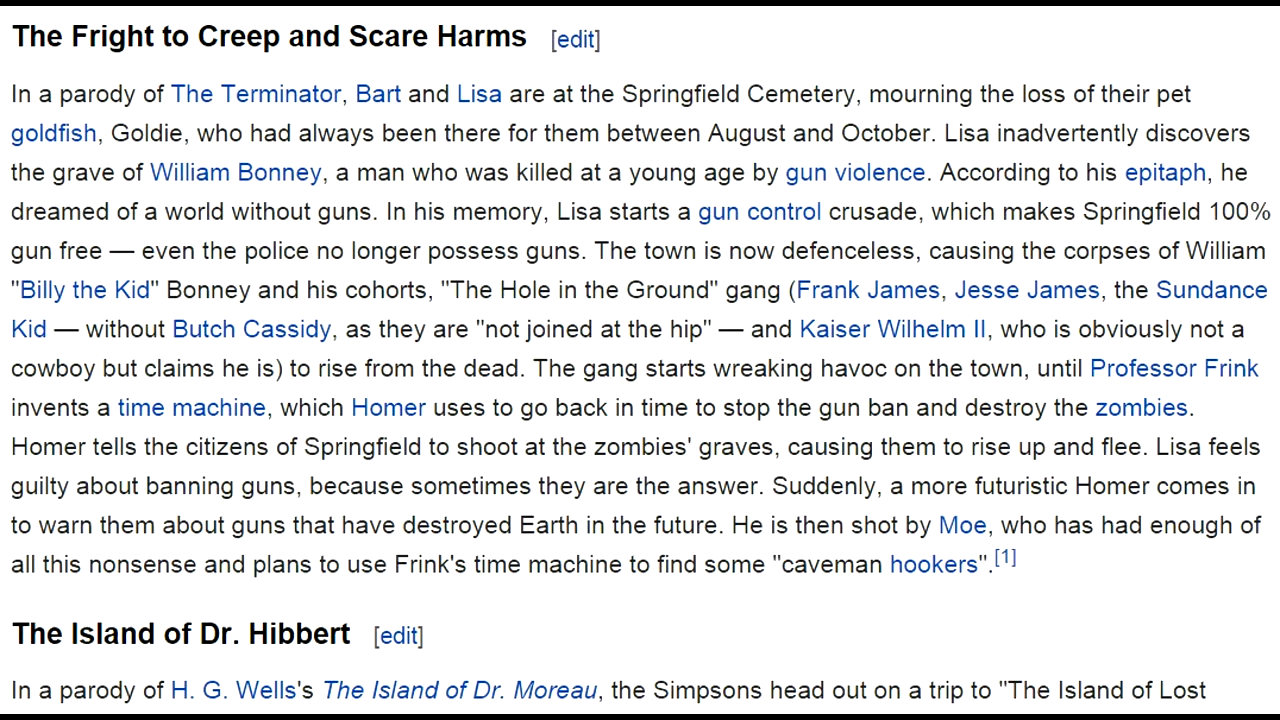 The Fright to Creep and Scare Harms [edit]
In a parody of The Terminator, Bart and Lisa are at the Springfield Cemetery, mourning the loss of their pet
goldfish, Goldie, who had always been there for them between August and October. Lisa inadvertently discovers
the grave of William Bonney, a man who was killed at a young age by gun violence. According to his epitaph, he
dreamed of a world without guns. In his memory, Lisa starts a gun control crusade, which makes Springfield 100%
gun free — even the police no longer possess guns. The town is now defenceless, causing the corpses of William
"Billy the Kid" Bonney and his cohorts, "The Hole in the Ground" gang (Frank James, Jesse James, the Sundance
Kid — without Butch Cassidy, as they are "not joined at the hip" — and Kaiser Wilhelm II, who is obviously not a
cowboy but claims he is) to rise from the dead. The gang starts wreaking havoc on the town, until Professor Frink
invents a time machine, which Homer uses to go back in time to stop the gun ban and destroy the zombies.
Homer tells the citizens of Springfield to shoot at the zombies' graves, causing them to rise up and flee. Lisa feels
guilty about banning guns, because sometimes they are the answer. Suddenly, a more futuristic Homer comes in
to warn them about guns that have destroyed Earth in the future. He is then shot by Moe, who has had enough of
all this nonsense and plans to use Frink's time machine to find some "caveman hookers".[1]
The Island of Dr. Hibbert [edit]
In a parody of H. G. Wells's The Island of Dr. Moreau, the Simpsons head out on a trip to "The Island of Lost